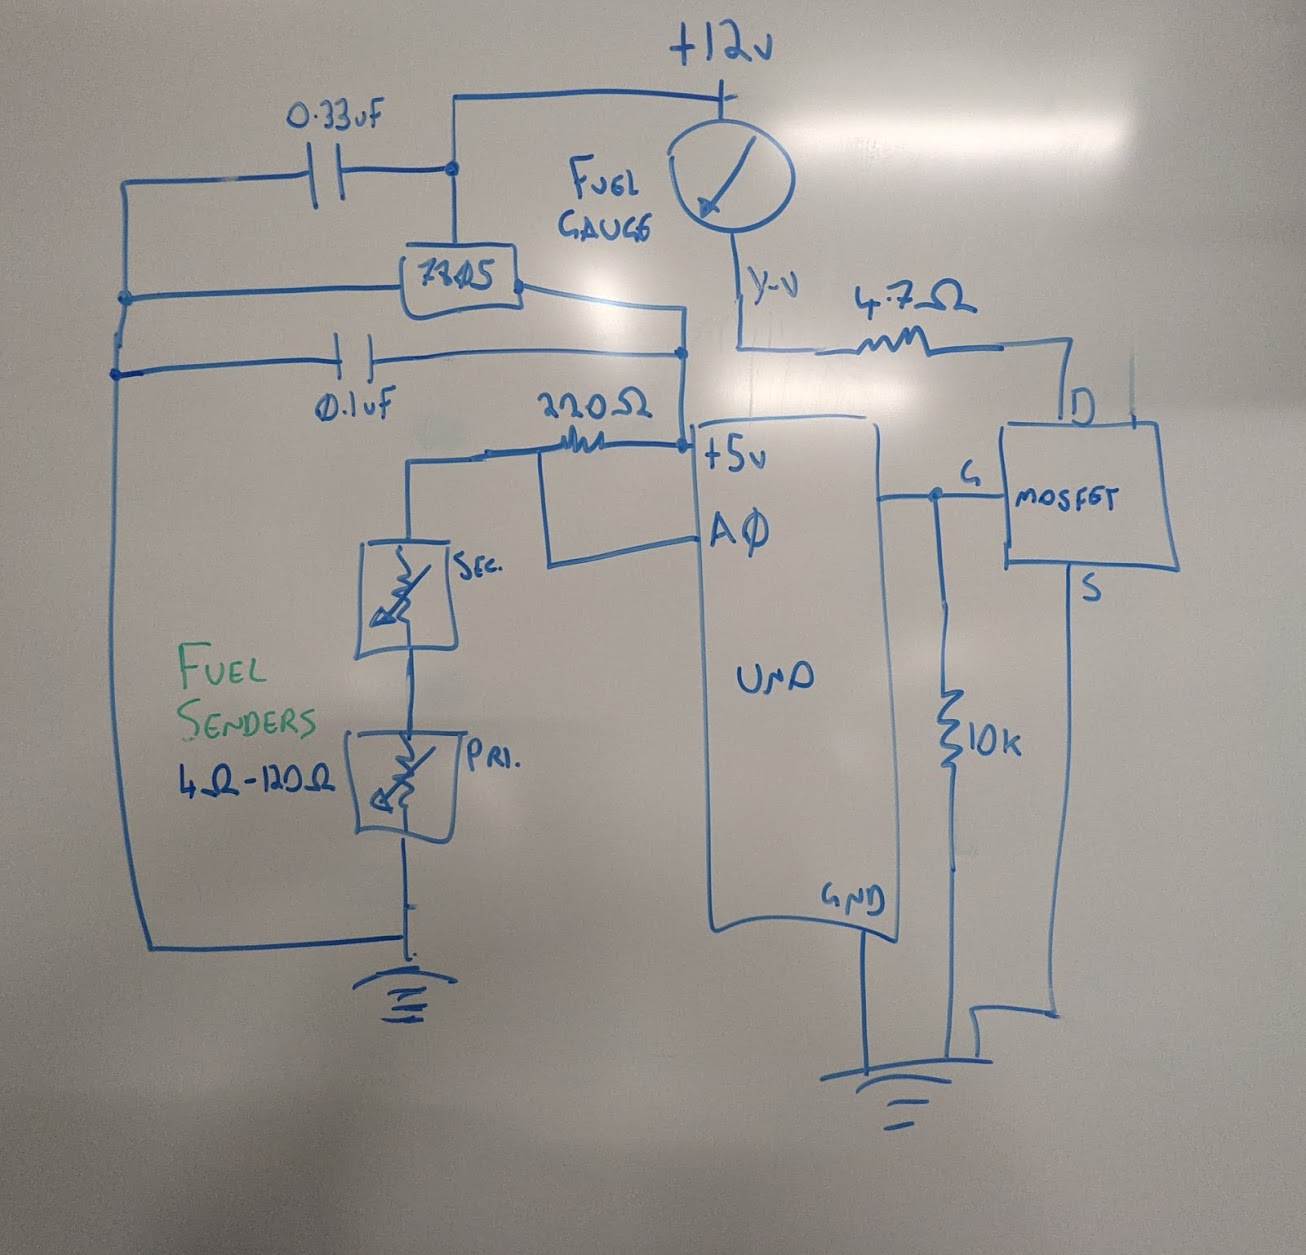 +12v
0.33uF
FUEL
GAUGE
7805
y-v
4.7Ω
0.1uF
220Ω
+5v
D
G
MOSFET
AØ
SEC.
S
FUEL
SENDERS
4Ω-120Ω
PRI.
UNO
10K
GND